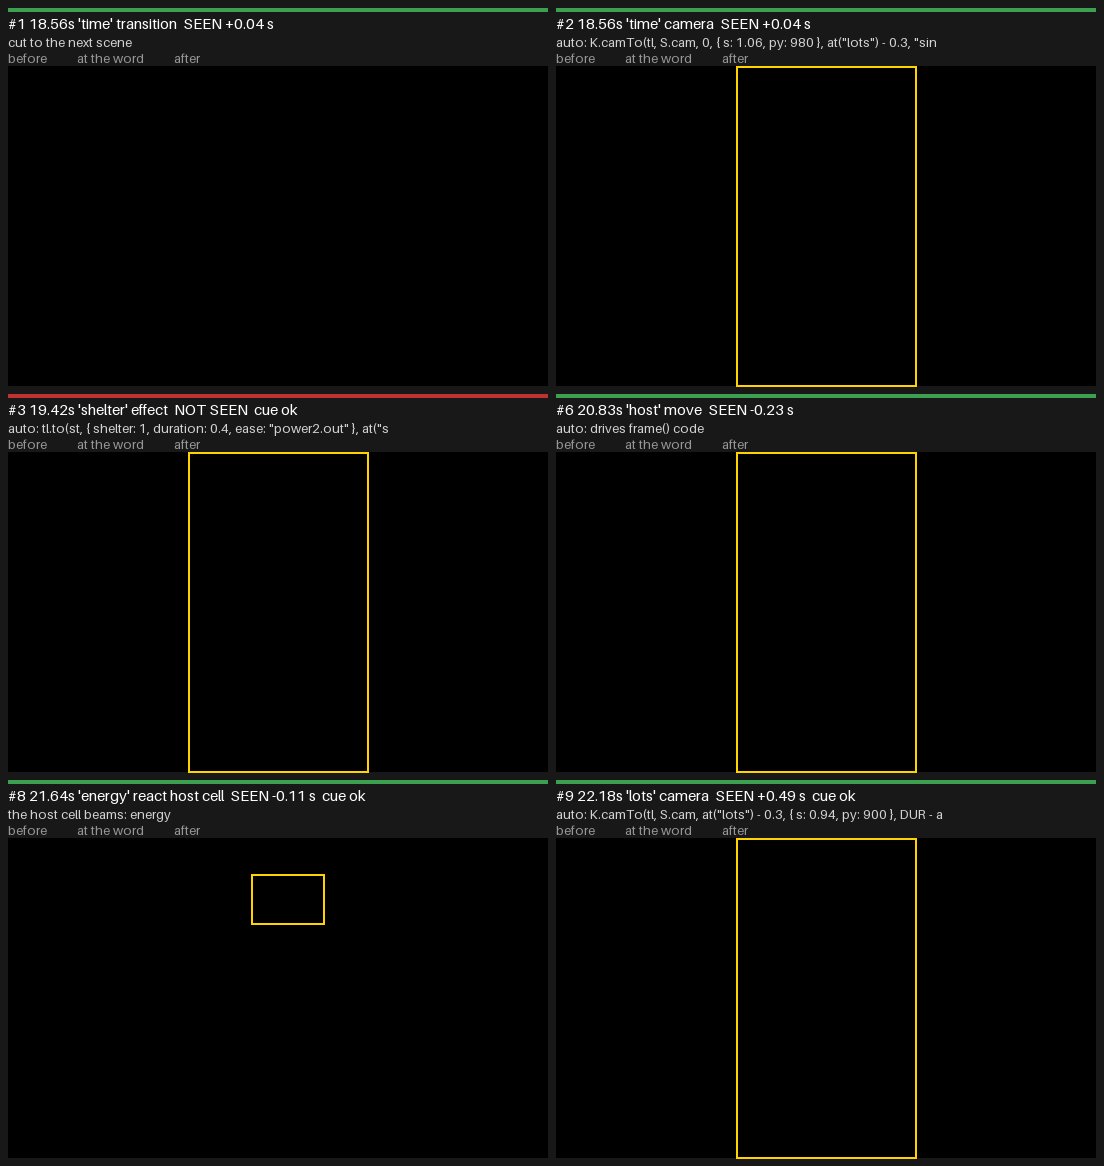 #1 18.56s 'time' transition  SEEN +0.04 s
cut to the next scene
before at the word after
#2 18.56s 'time' camera  SEEN +0.04 s
auto: K.camTo(tl, S.cam, 0, { s: 1.06, py: 980 }, at("lots") - 0.3, "sin
before at the word after
#3 19.42s 'shelter' effect  NOT SEEN  cue ok
auto: tl.to(st, { shelter: 1, duration: 0.4, ease: "power2.out" }, at("s
before at the word after
#6 20.83s 'host' move  SEEN -0.23 s
auto: drives frame() code
before at the word after
#8 21.64s 'energy' react host cell  SEEN -0.11 s  cue ok
the host cell beams: energy
before at the word after
#9 22.18s 'lots' camera  SEEN +0.49 s  cue ok
auto: K.camTo(tl, S.cam, at("lots") - 0.3, { s: 0.94, py: 900 }, DUR - a
before at the word after